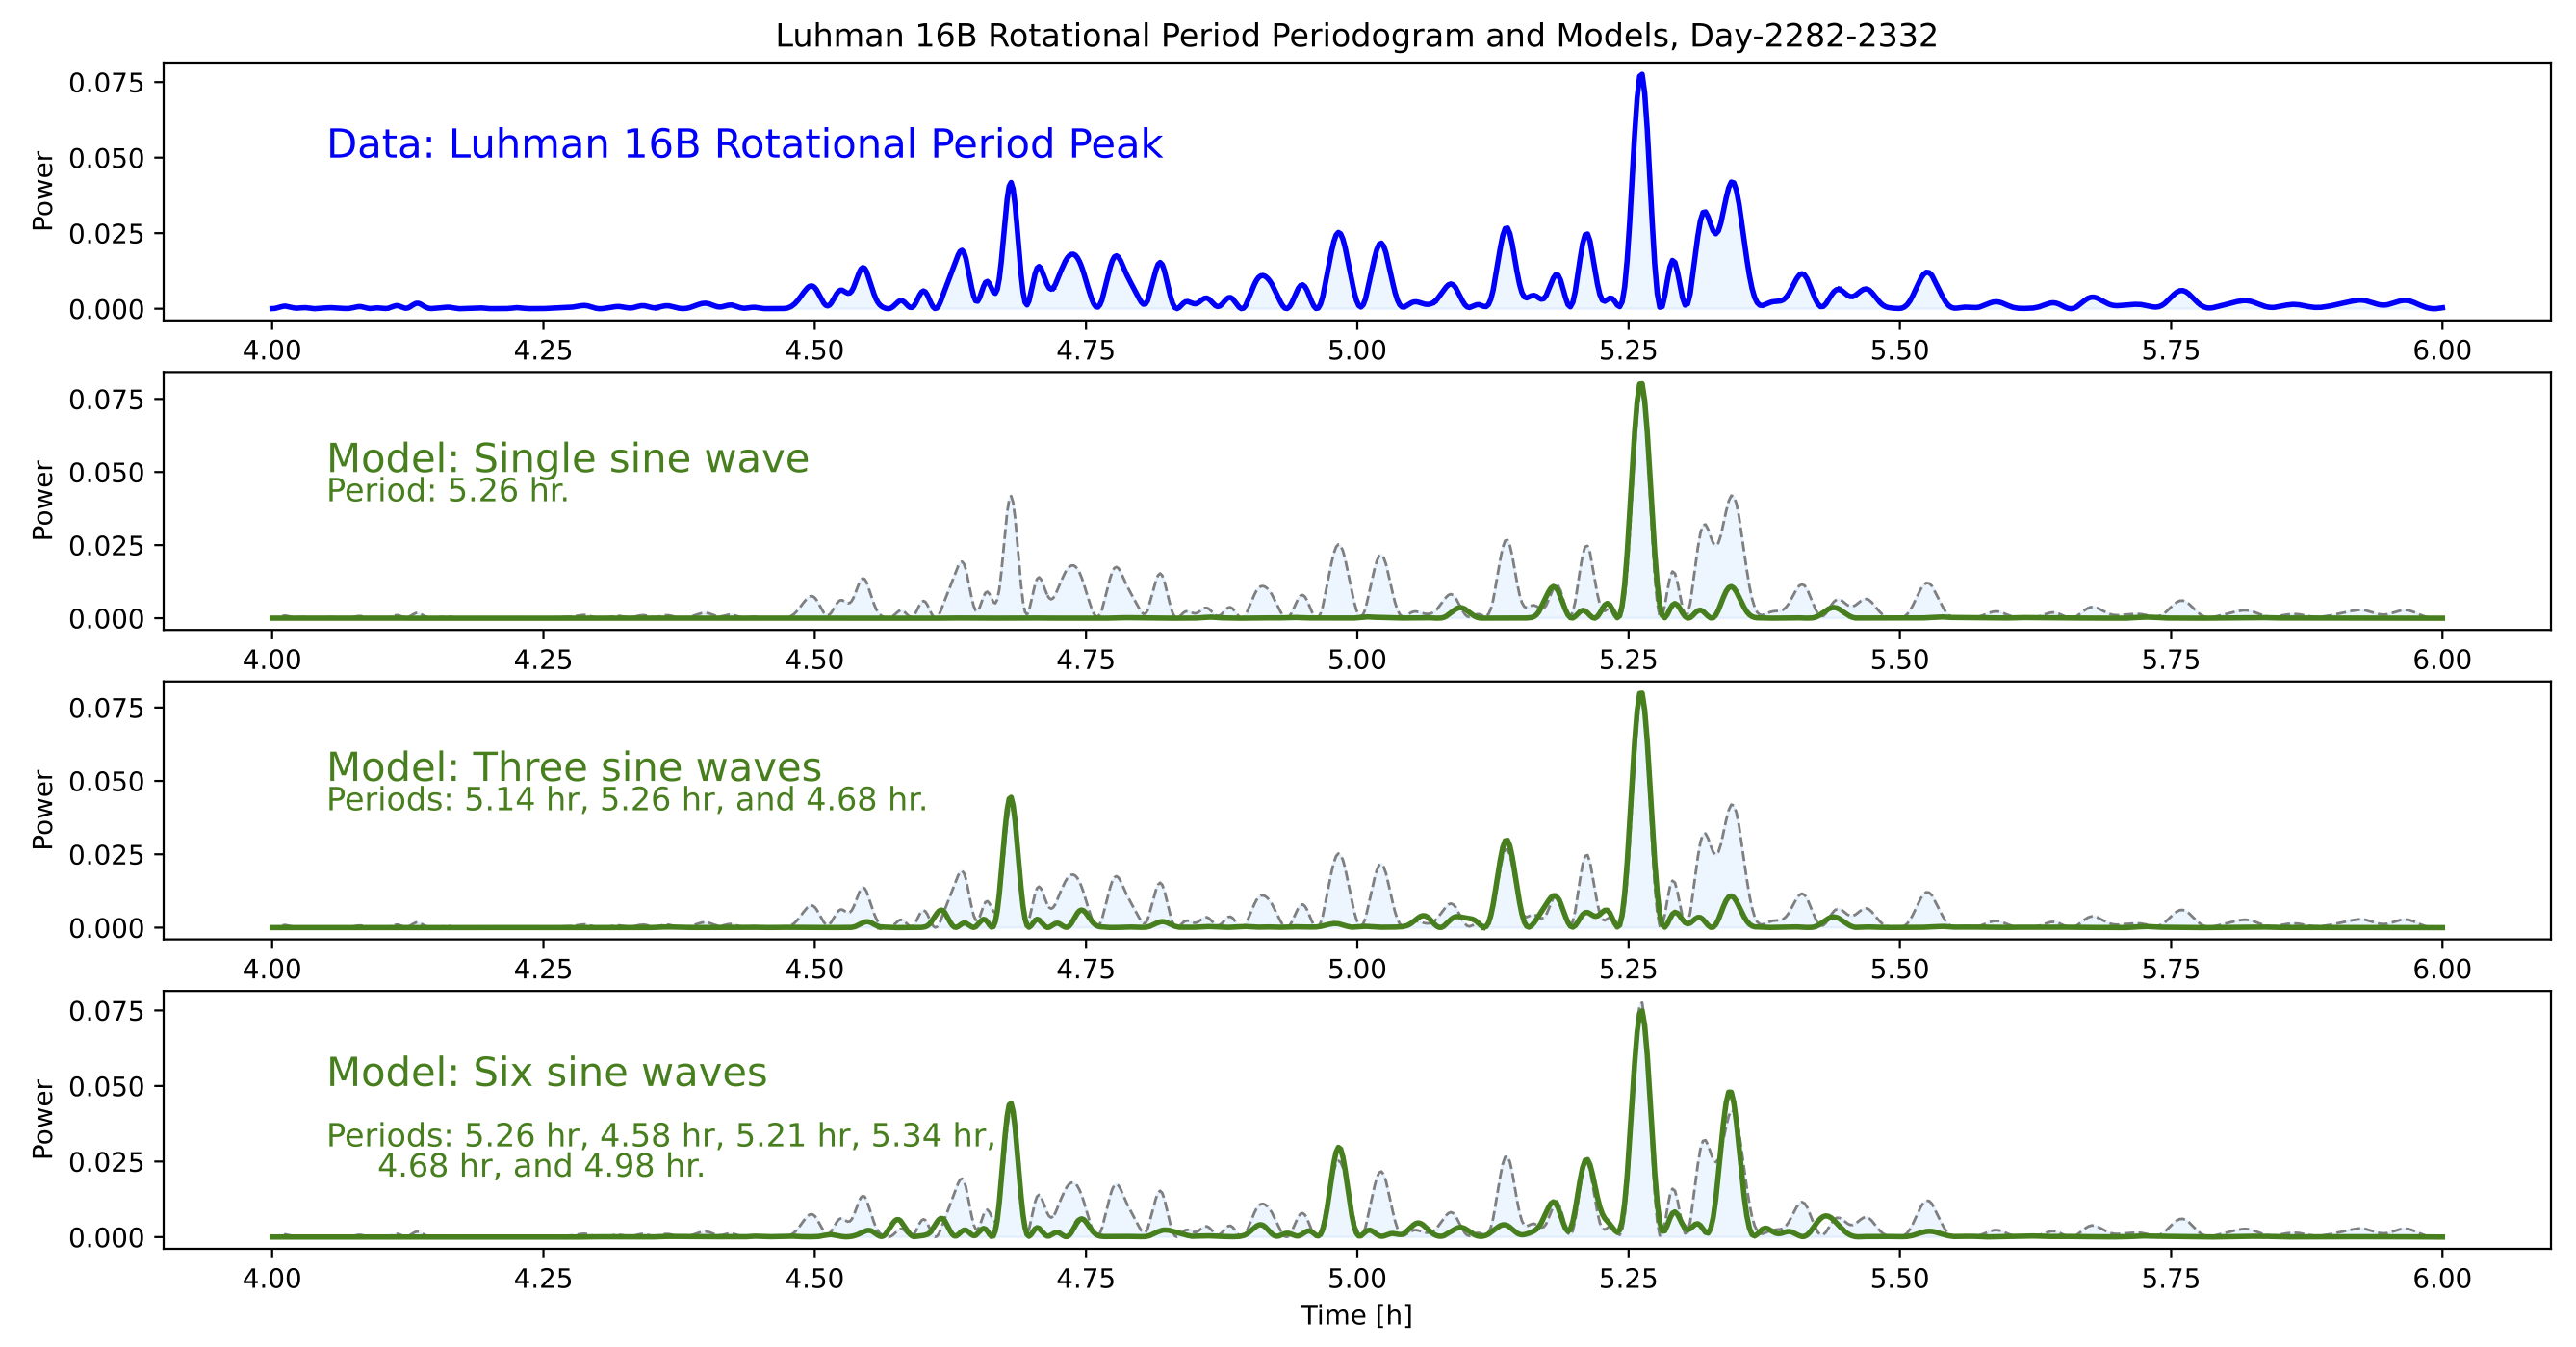 Luhman 16B Rotational Period Periodogram and Models, Day-2282-2332
Power
0.075
0.050
0.025
0.000
Data: Luhman 16B Rotational Period Peak
4.00 4.25 4.50 4.75 5.00 5.25 5.50 5.75 6.00
Power
0.075
0.050
0.025
0.000
Model: Single sine wave
Period: 5.26 hr.
4.00 4.25 4.50 4.75 5.00 5.25 5.50 5.75 6.00
Power
0.075
0.050
0.025
0.000
Model: Three sine waves
Periods: 5.14 hr, 5.26 hr, and 4.68 hr.
4.00 4.25 4.50 4.75 5.00 5.25 5.50 5.75 6.00
Power
0.075
0.050
0.025
0.000
Model: Six sine waves
Periods: 5.26 hr, 4.58 hr, 5.21 hr, 5.34 hr,
4.68 hr, and 4.98 hr.
4.00 4.25 4.50 4.75 5.00 5.25 5.50 5.75 6.00
Time [h]